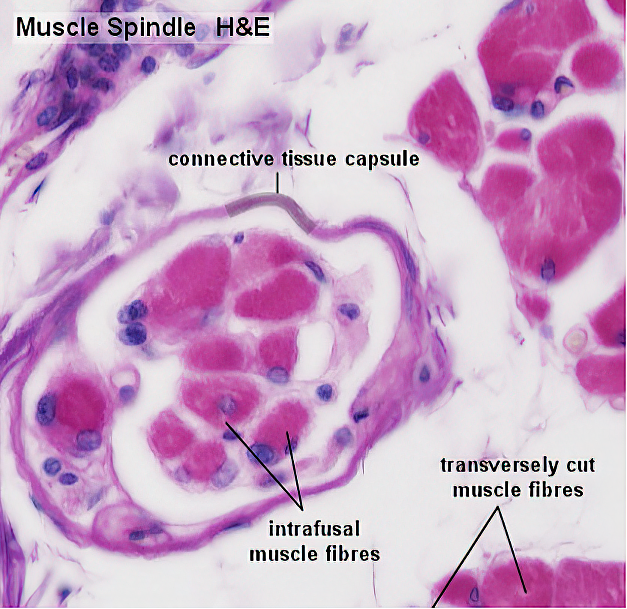 Muscle Spindle H&E
connective tissue capsule
transversely cut
muscle fibres
intrafusal
muscle fibres